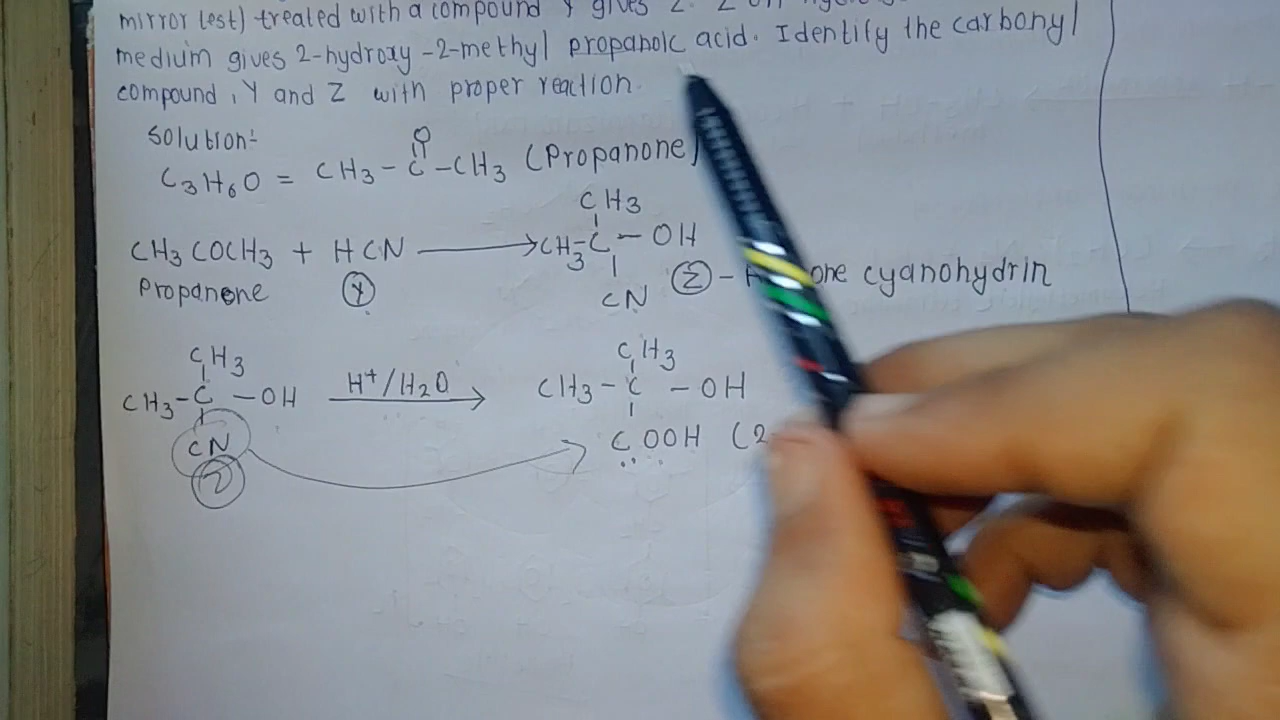 mirror test) treated with a compound Y gives Z. Z on
medium gives 2-hydroxy-2-methyl propanoic acid. Identify the carbonyl
compound, Y and Z with proper reaction.
Solution:-
O
C3H6O = CH3-C-CH3 (Propanone)
CH3
CH3COCH3 + HCN → CH3-C-OH
Propanone Y CN Z - one cyanohydrin
CH3 CH3
CH3-C-OH H+/H2O → CH3-C-OH
CN COOH (2
Z